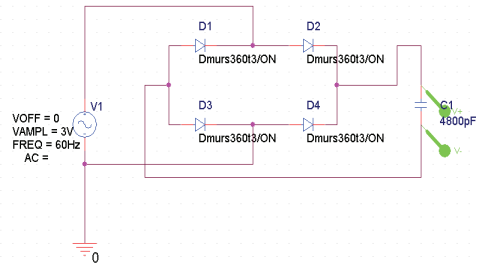 D1
D2
Dmurs360t3/ON
Dmurs360t3/ON
V1
D3
D4
C1
V+
VOFF = 0
VAMPL = 3V
FREQ = 60Hz
AC =
4800pF
Dmurs360t3/ON
Dmurs360t3/ON
V-
0